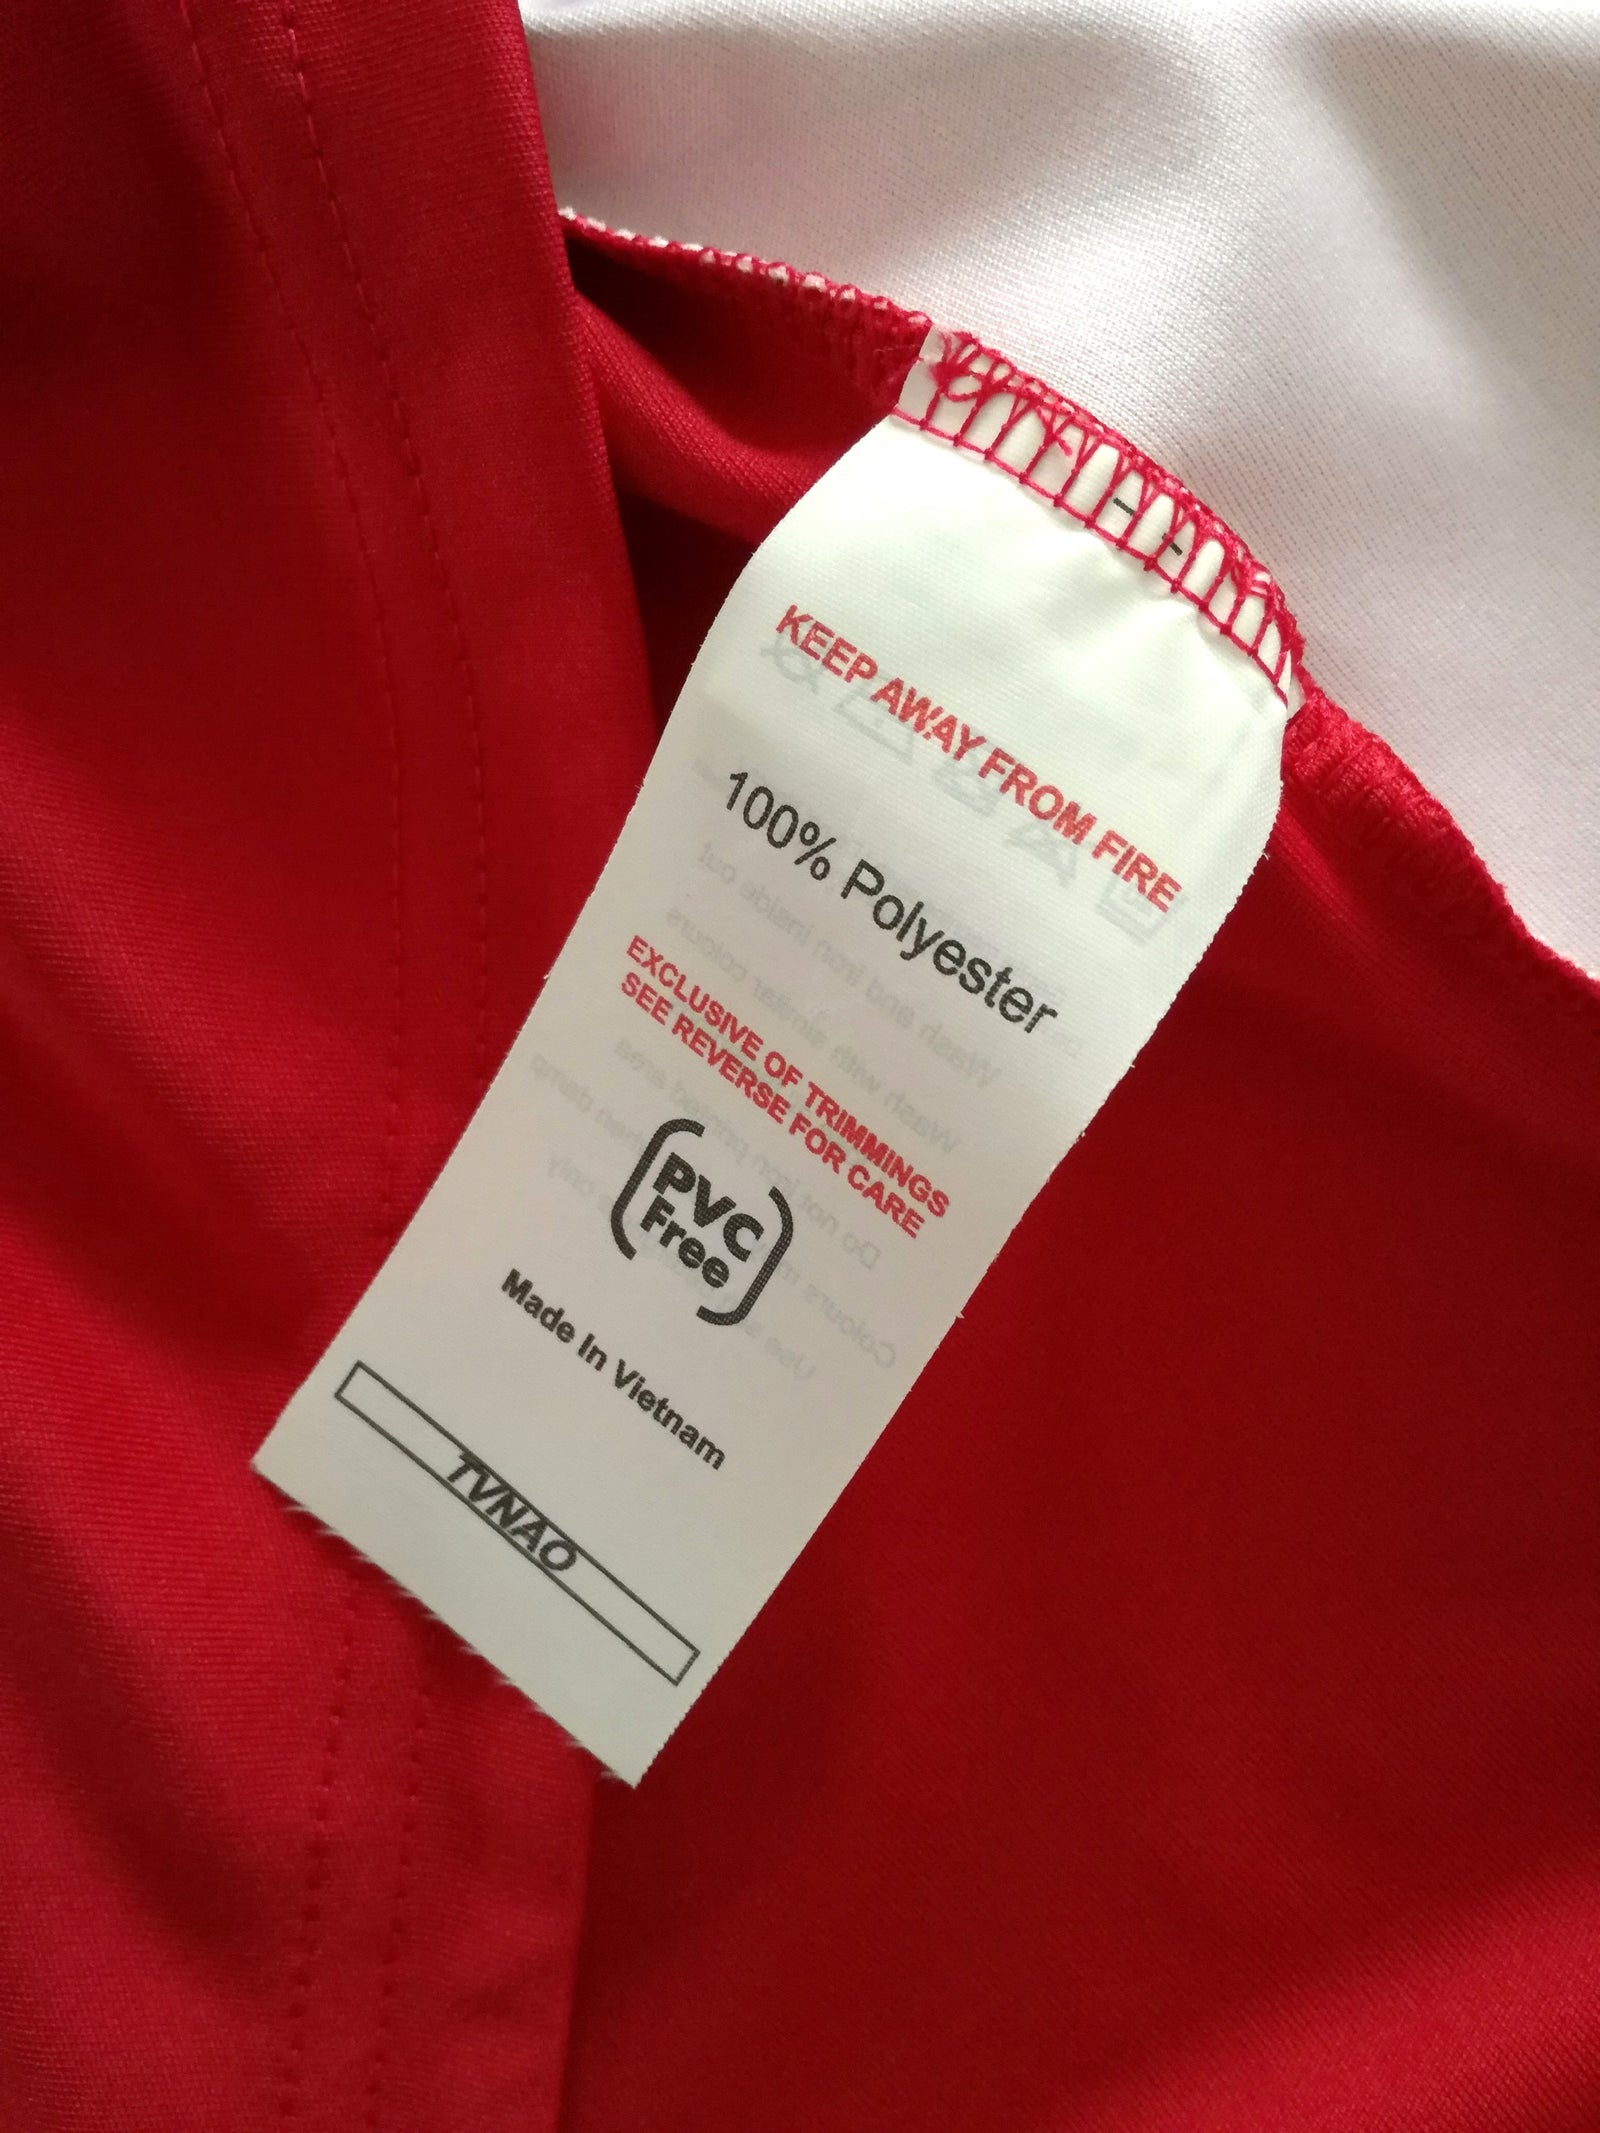 KEEP AWAY FROM FIRE
100% Polyester
EXCLUSIVE OF TRIMMINGS
SEE REVERSE FOR CARE
PVC
Free
Made In Vietnam
TVNAO